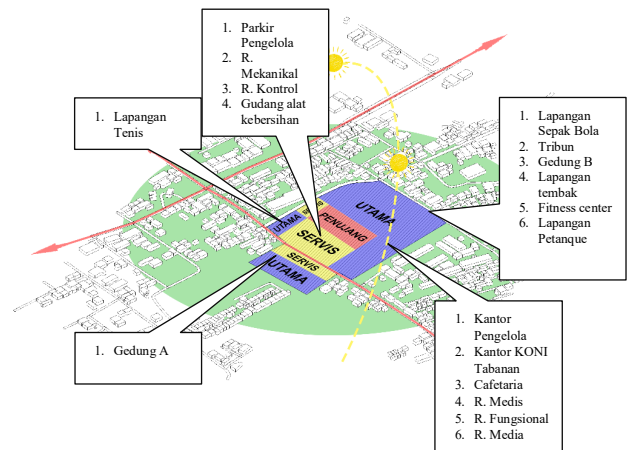 1. Parkir
Pengelola
2. R.
Mekanikal
3. R. Kontrol
4. Gudang alat
kebersihan
1. Lapangan
Tenis
1. Lapangan
Sepak Bola
2. Tribun
3. Gedung B
4. Lapangan
tembak
5. Fitness center
6. Lapangan
Petanque
UTAMA
UTAMA
PENUJANG
SERVIS
SERVIS
UTAMA
1. Gedung A
1. Kantor
Pengelola
2. Kantor KONI
Tabanan
3. Cafetaria
4. R. Medis
5. R. Fungsional
6. R. Media